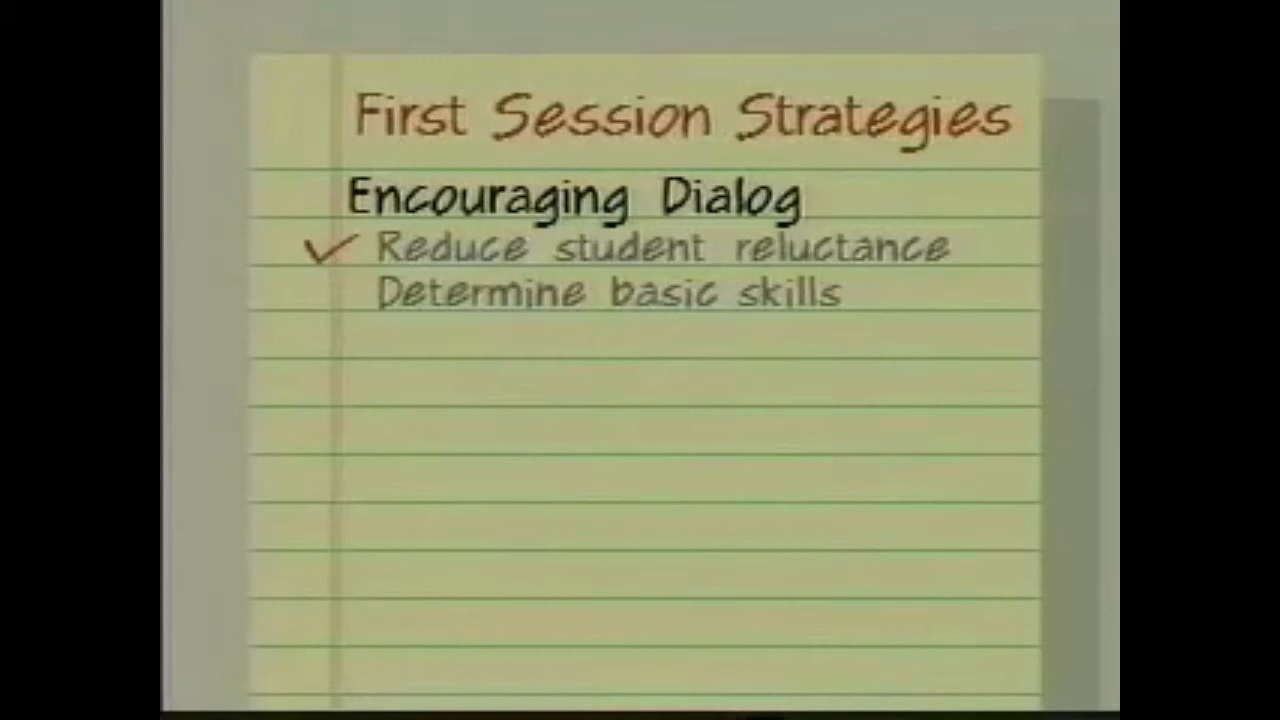 First Session Strategies
Encouraging Dialog
Reduce student reluctance
Determine basic skills